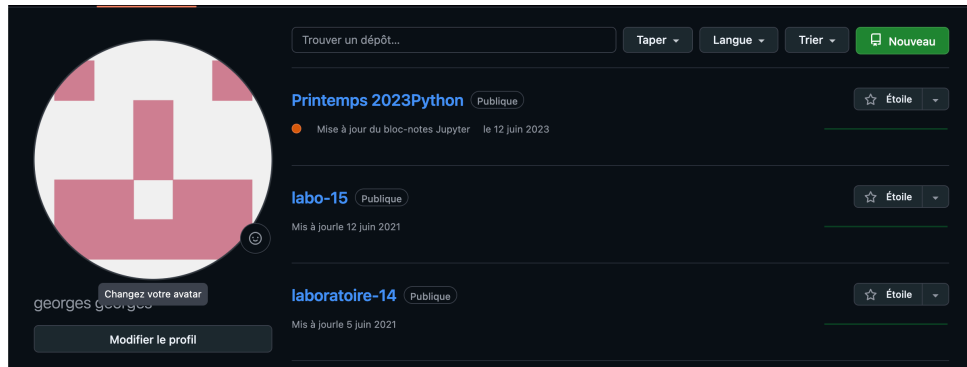 Trouver un dépôt...
Taper
Langue
Trier
Nouveau
Printemps 2023Python Publique
Étoile
Mise à jour du bloc-notes Jupyter le 12 juin 2023
labo-15 Publique
Étoile
Mis à jourle 12 juin 2021
laboratoire-14 Publique
Étoile
Mis à jourle 5 juin 2021
Changez votre avatar
georges georges
Modifier le profil